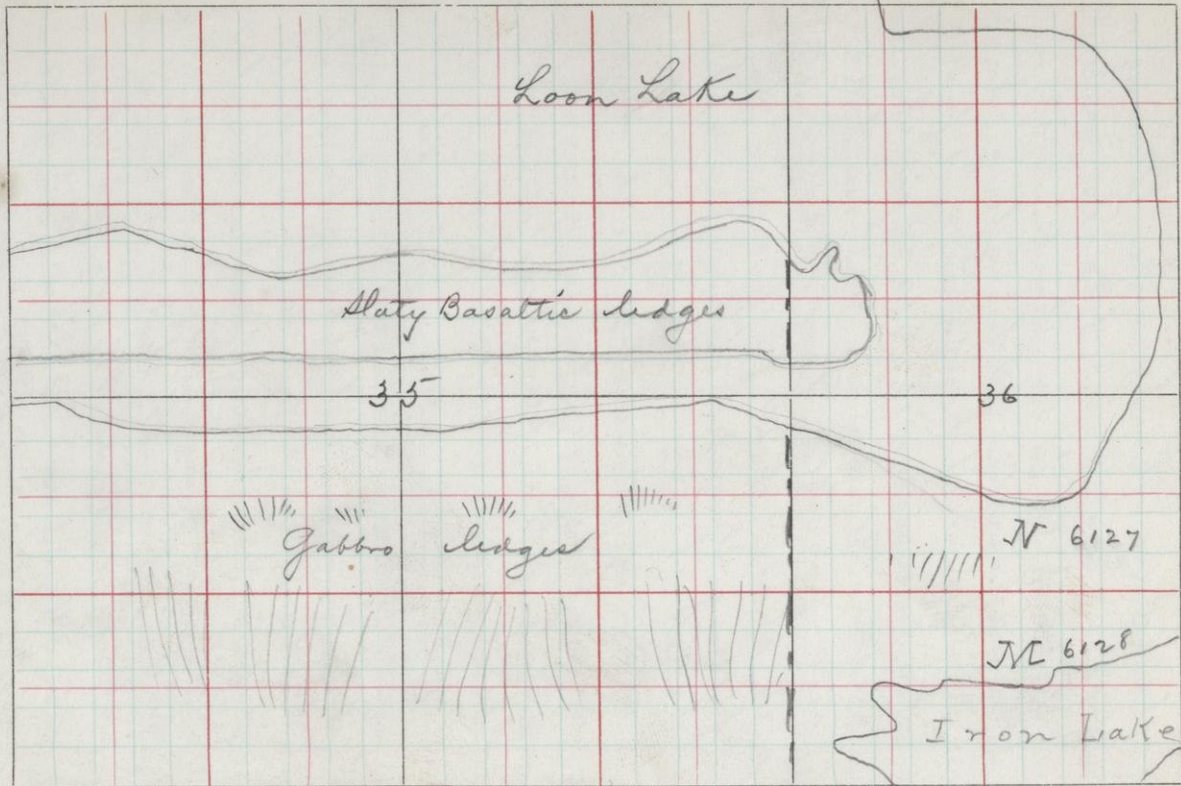 Loon Lake
Slaty Basaltic ledges
35
36
Gabbro ledges
N 6127
M 6128
Iron Lake